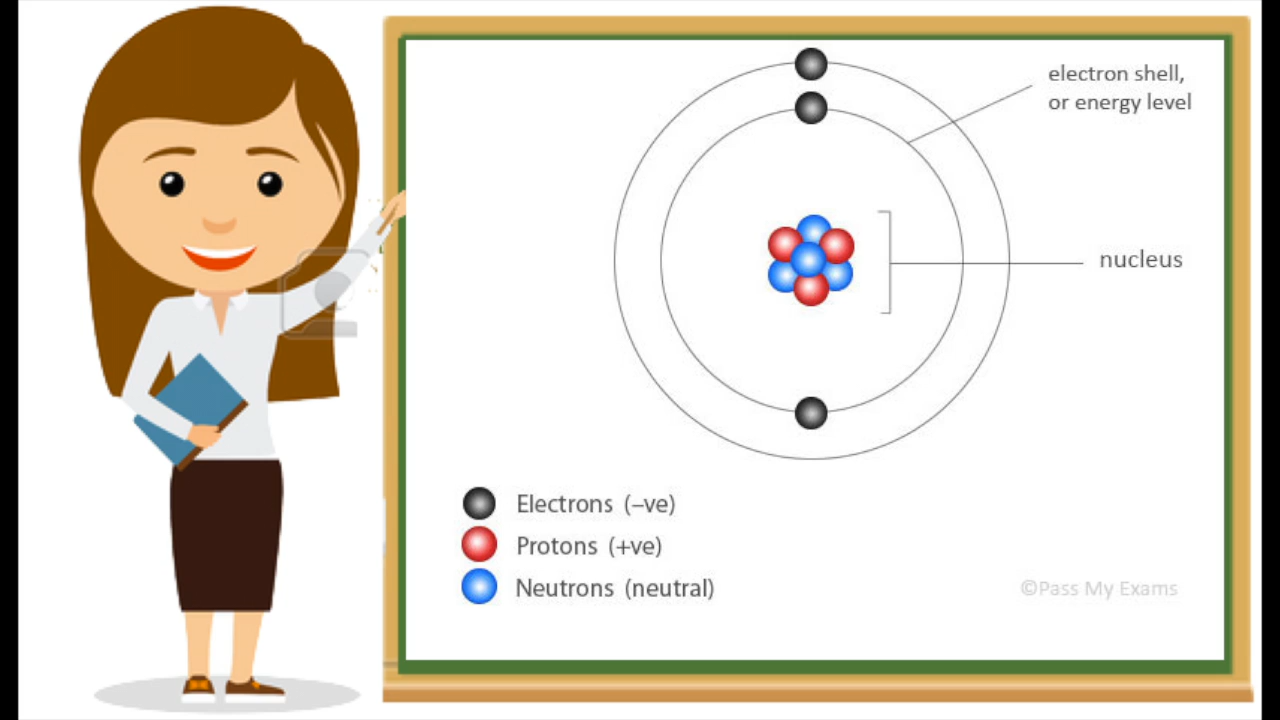 electron shell,
or energy level
nucleus
Electrons (–ve)
Protons (+ve)
Neutrons (neutral)
©Pass My Exams